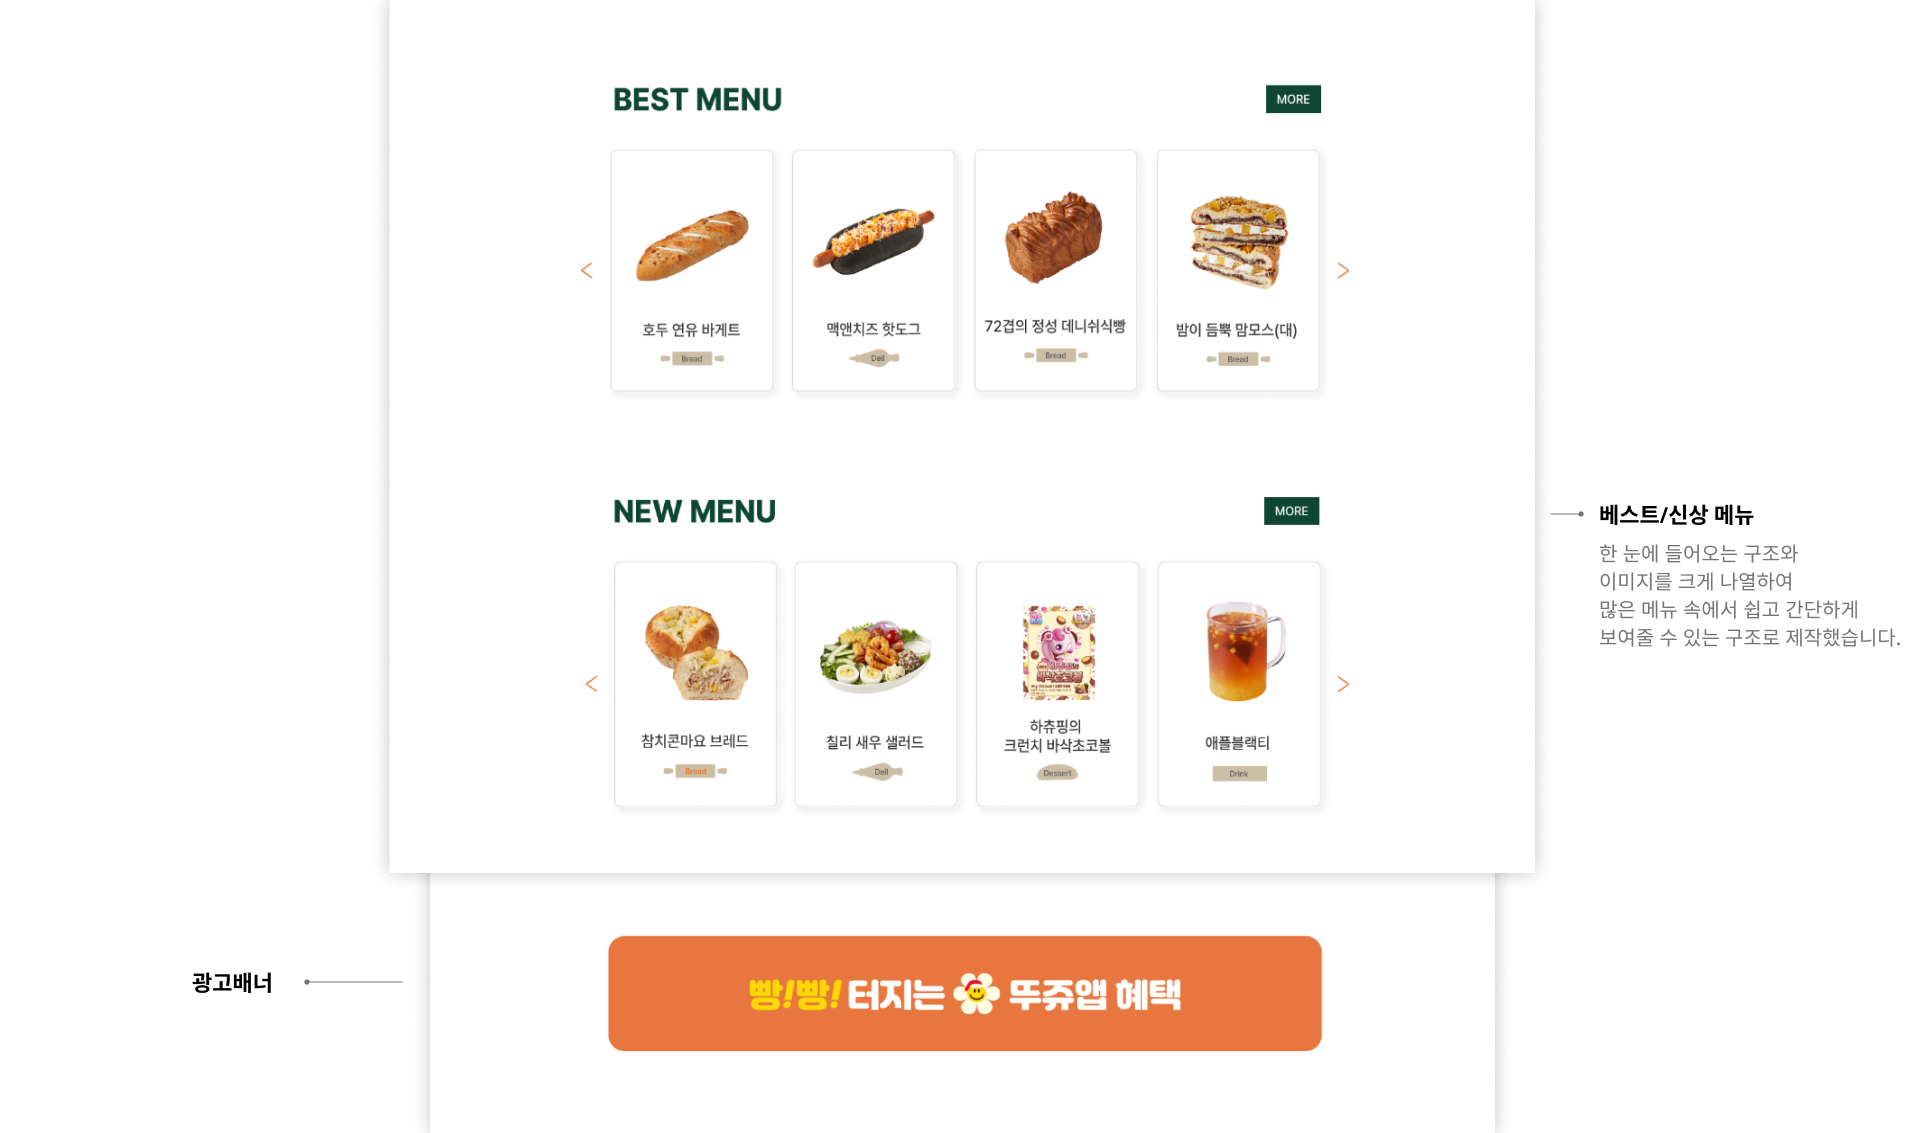 BEST MENU
MORE
호두 연유 바게트
Bread
맥앤치즈 핫도그
Deli
72겹의 정성 데니쉬식빵
Bread
밤이 듬뿍 맘모스(대)
Bread
NEW MENU
MORE
참치콘마요 브레드
Bread
칠리 새우 샐러드
Deli
바삭초코볼
하츄핑의
크런치 바삭초코볼
Dessert
애플블랙티
Drink
베스트/신상 메뉴
한 눈에 들어오는 구조와
이미지를 크게 나열하여
많은 메뉴 속에서 쉽고 간단하게
보여줄 수 있는 구조로 제작했습니다.
광고배너
빵!빵! 터지는 뚜쥬앱 혜택